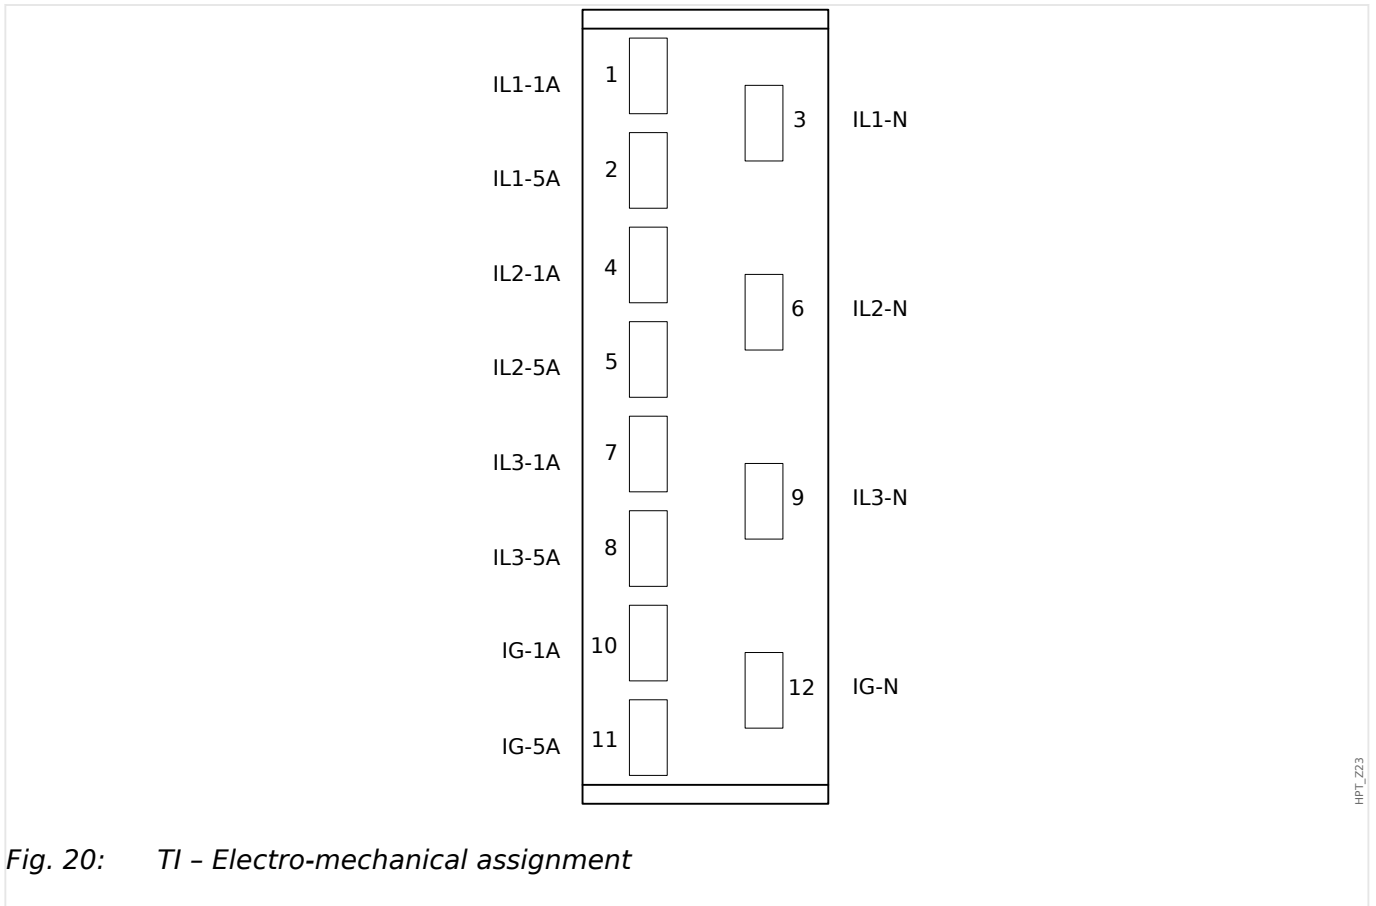 1
IL1-1A
3
IL1-N
2
IL1-5A
4
IL2-1A
6
IL2-N
5
IL2-5A
7
IL3-1A
9
IL3-N
8
IL3-5A
10
IG-1A
12
IG-N
11
IG-5A
HPT_Z23
Fig. 20: TI – Electro-mechanical assignment